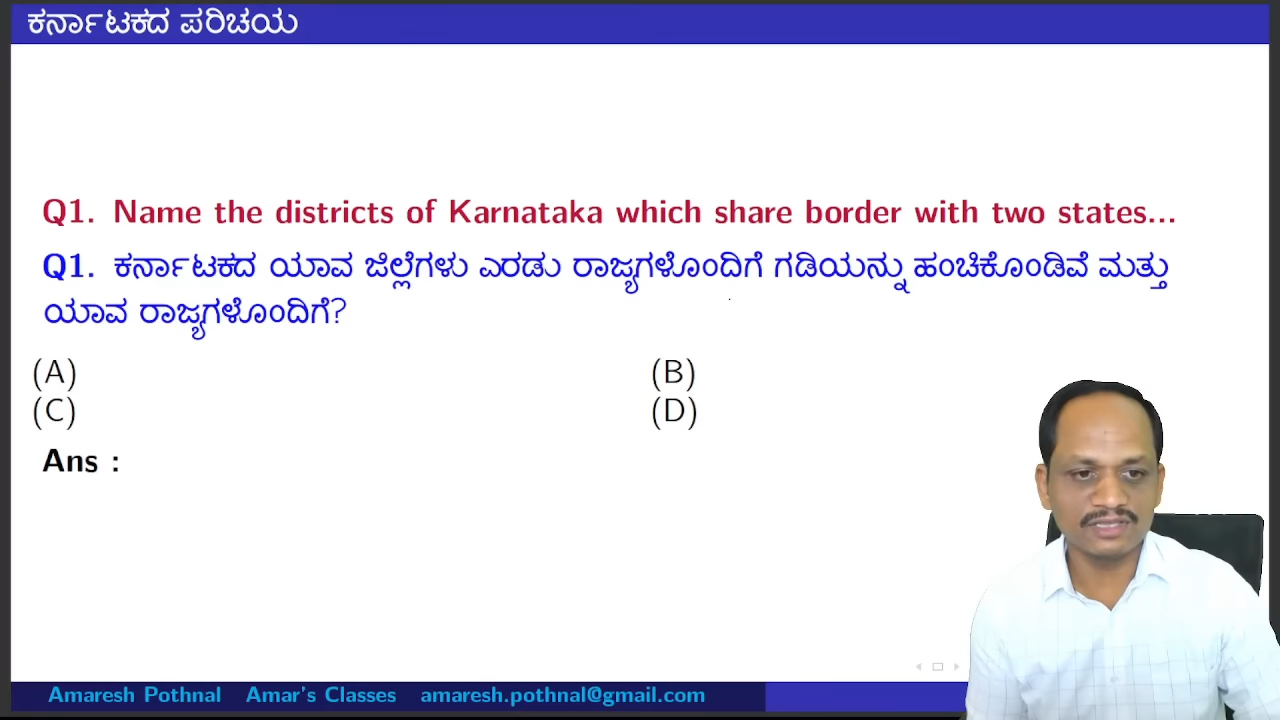 ಕರ್ನಾಟಕದ ಪರಿಚಯ
Q1. Name the districts of Karnataka which share border with two states...
Q1. ಕರ್ನಾಟಕದ ಯಾವ ಜಿಲ್ಲೆಗಳು ಎರಡು ರಾಜ್ಯಗಳೊಂದಿಗೆ ಗಡಿಯನ್ನು ಹಂಚಿಕೊಂಡಿವೆ ಮತ್ತು
ಯಾವ ರಾಜ್ಯಗಳೊಂದಿಗೆ?
(A) (B)
(C) (D)
Ans :
Amaresh Pothnal Amar's Classes amaresh.pothnal@gmail.com